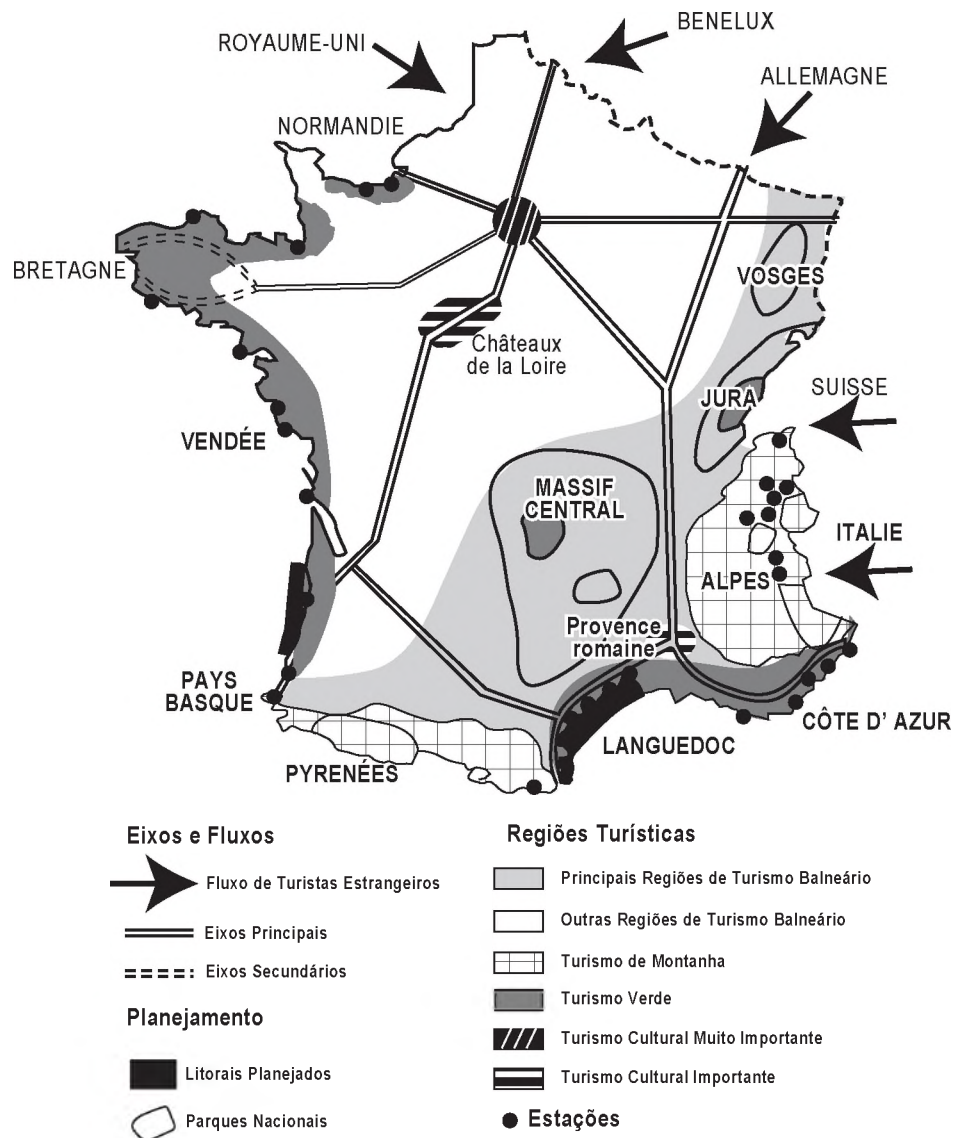 BENELUX
ROYAUME-UNI
ALLEMAGNE
NORMANDIE
BRETAGNE
VOSGES
Châteaux
de la Loire
SUISSE
JURA
VENDÉE
MASSIF
CENTRAL
ITALIE
ALPES
Provence
romaine
PAYS
BASQUE
CÔTE D' AZUR
LANGUEDOC
PYRENÉES
Eixos e Fluxos
Fluxo de Turistas Estrangeiros
Eixos Principais
Eixos Secundários
Planejamento
Litorais Planejados
Parques Nacionais
Regiões Turísticas
Principais Regiões de Turismo Balneário
Outras Regiões de Turismo Balneário
Turismo de Montanha
Turismo Verde
Turismo Cultural Muito Importante
Turismo Cultural Importante
Estações